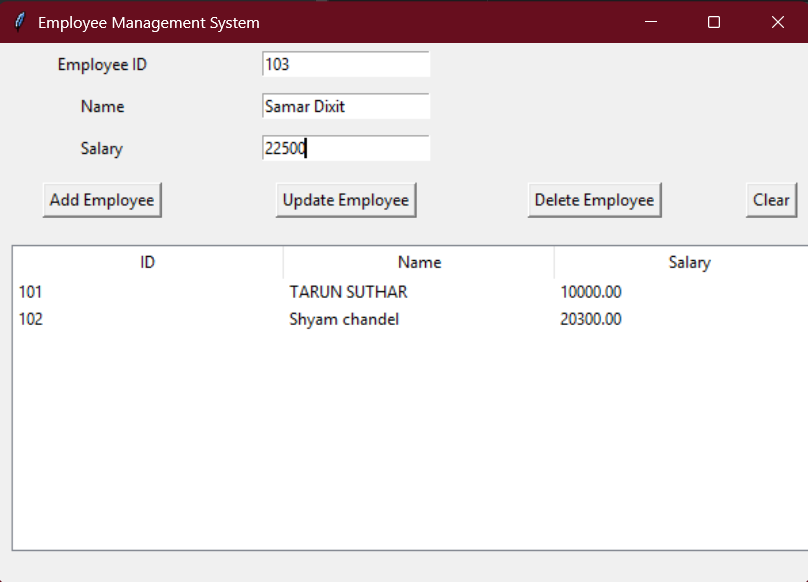 Employee Management System
Employee ID 103
Name Samar Dixit
Salary 22500
Add Employee Update Employee Delete Employee Clear
ID Name Salary
101 TARUN SUTHAR 10000.00
102 Shyam chandel 20300.00